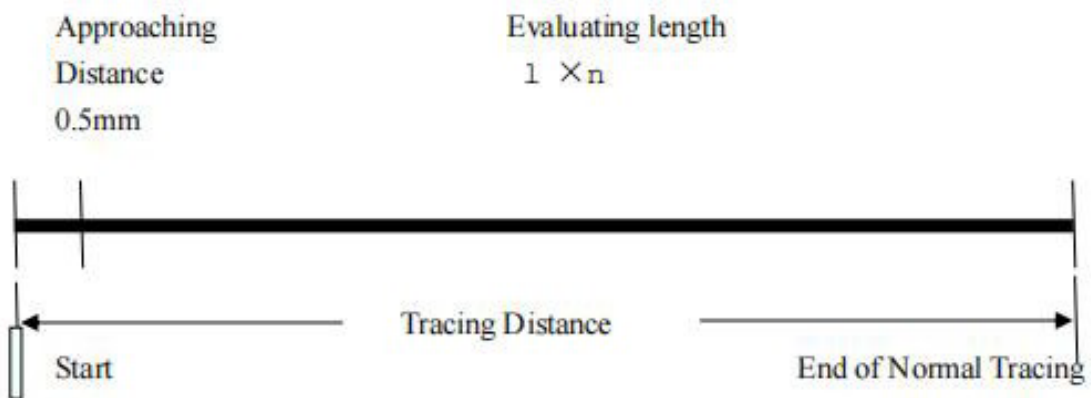 Approaching
Distance
0.5mm
Evaluating length
l ×n
Tracing Distance
Start
End of Normal Tracing